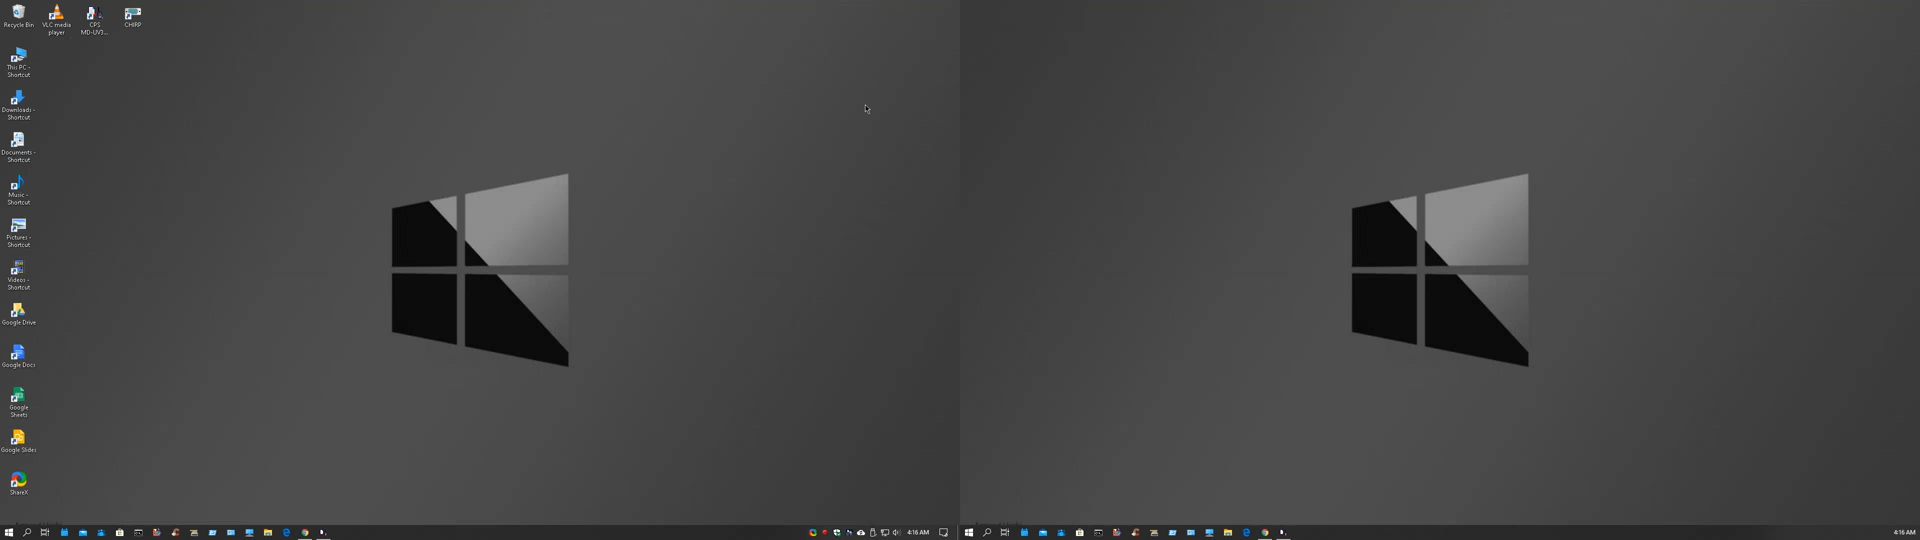 Recycle Bin
VLC media
player
CPS
MD-UV3...
CHIRP
This PC -
Shortcut
Downloads -
Shortcut
Documents -
Shortcut
Music -
Shortcut
Pictures -
Shortcut
Videos -
Shortcut
Google Drive
Google Docs
Google
Sheets
Google Slides
ShareX
4:16 AM
4:16 AM